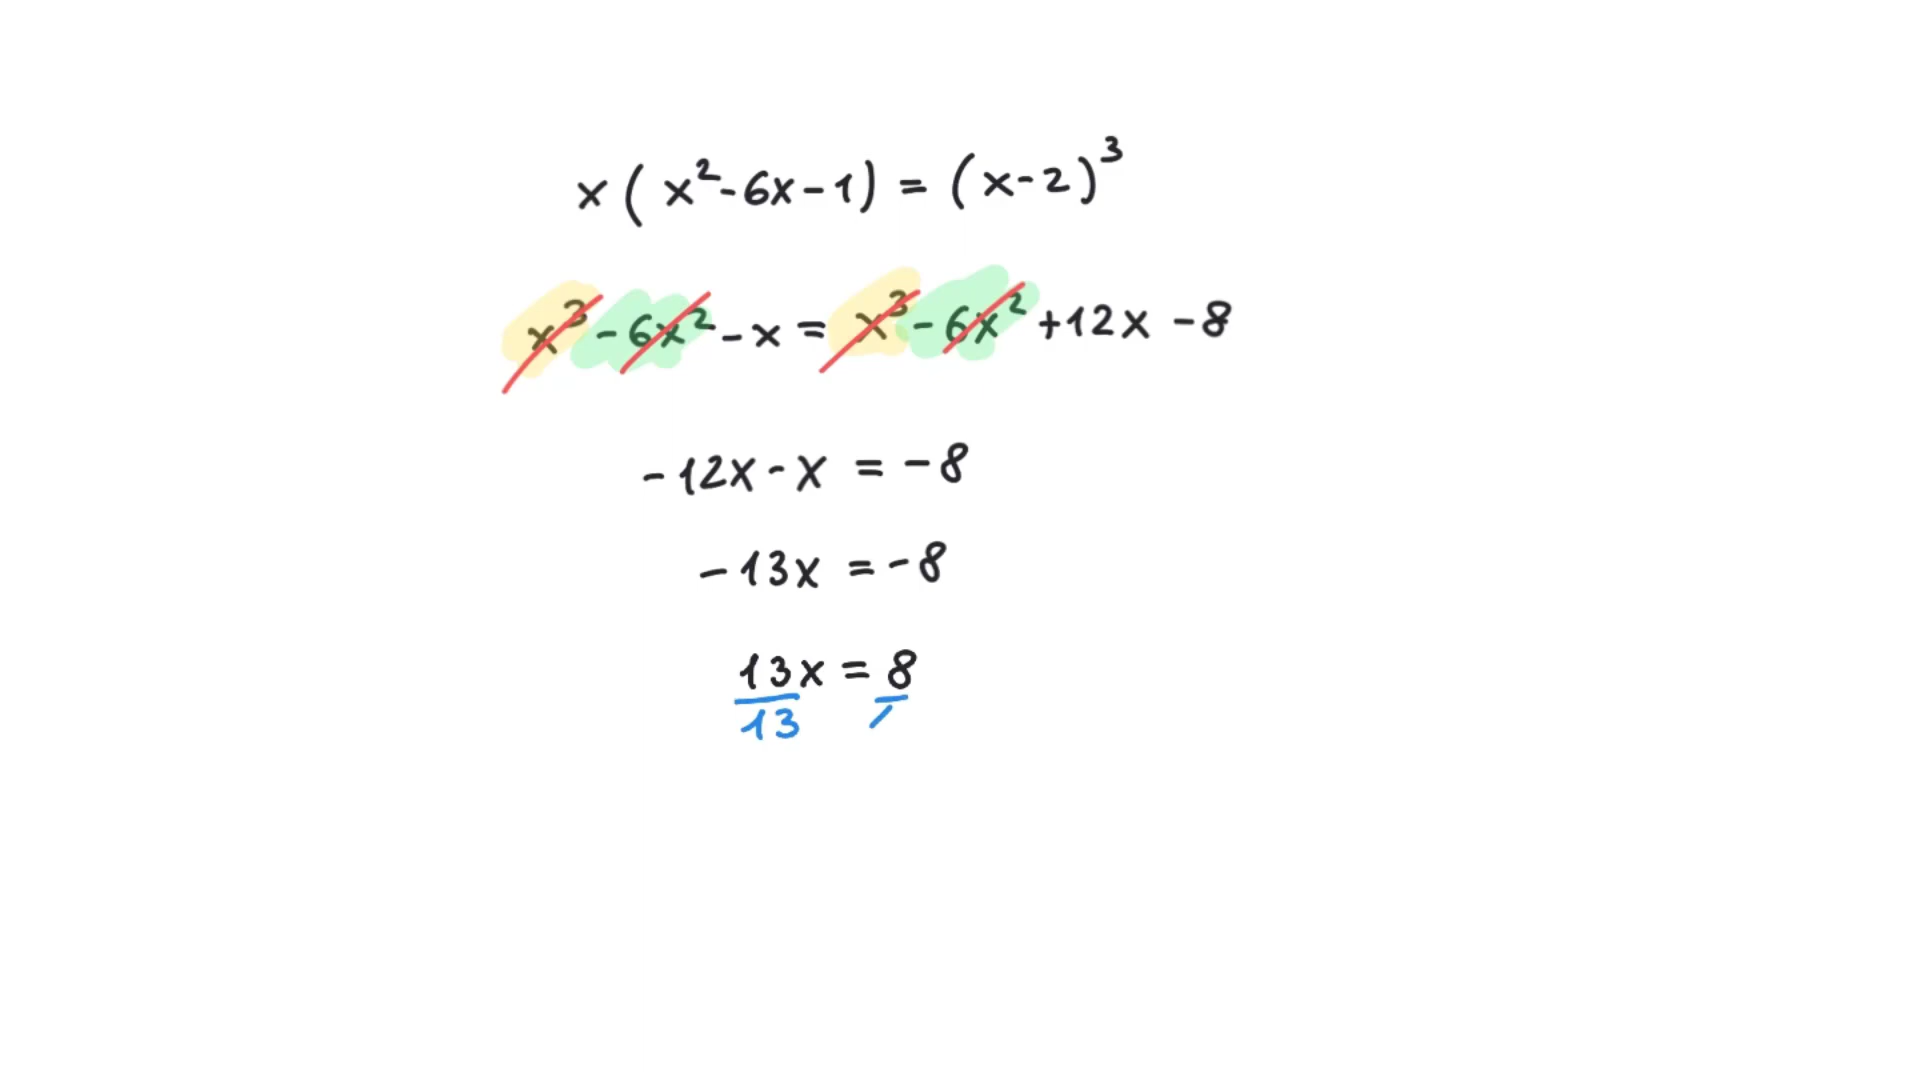 x(x²-6x-1) = (x-2)³
x³-6x²-x = x³-6x²+12x-8
-12x-x = -8
-13x = -8
13x = 8
13